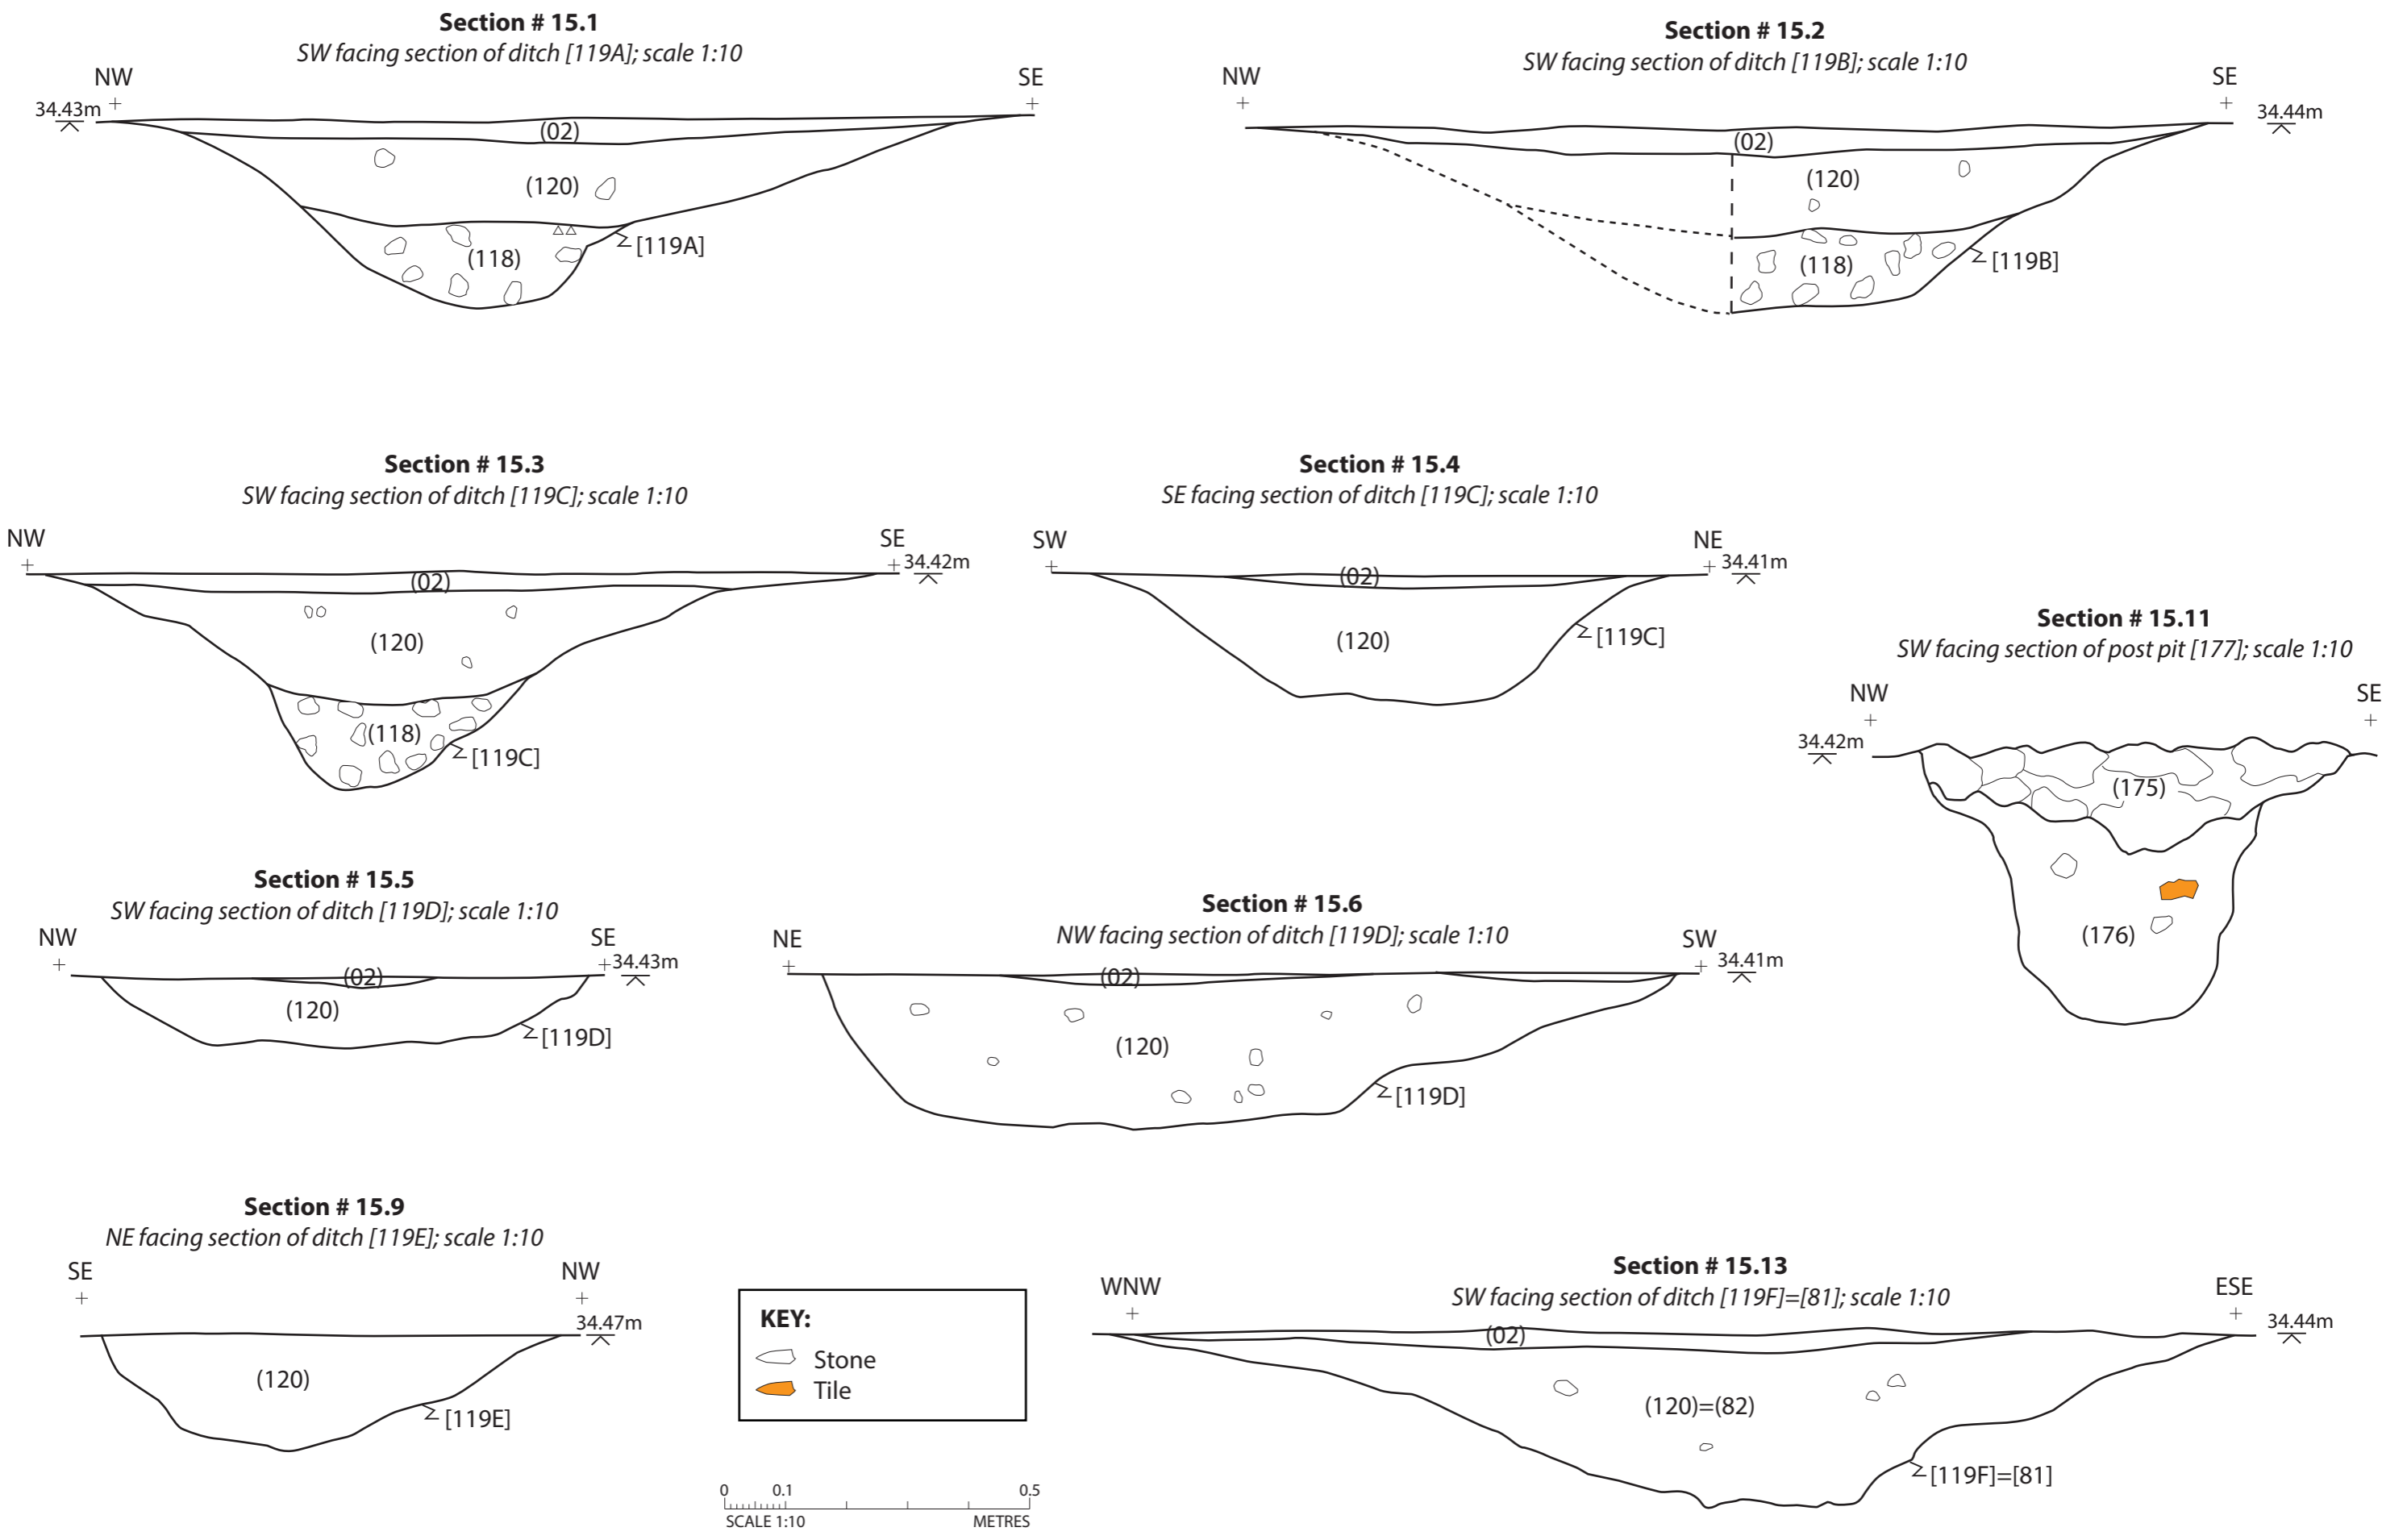 Section # 15.1
SW facing section of ditch [119A]; scale 1:10
NW
SE
34.43m
(02)
(120)
(118)
[119A]
Section # 15.2
SW facing section of ditch [119B]; scale 1:10
NW
SE
34.44m
(02)
(120)
(118)
[119B]
Section # 15.3
SW facing section of ditch [119C]; scale 1:10
NW
SE
34.42m
(02)
(120)
(118)
[119C]
Section # 15.4
SE facing section of ditch [119C]; scale 1:10
SW
NE
34.41m
(02)
(120)
[119C]
Section # 15.11
SW facing section of post pit [177]; scale 1:10
NW
SE
34.42m
(175)
(176)
Section # 15.5
SW facing section of ditch [119D]; scale 1:10
NW
SE
34.43m
(02)
(120)
[119D]
Section # 15.6
NW facing section of ditch [119D]; scale 1:10
NE
SW
34.41m
(02)
(120)
[119D]
Section # 15.9
NE facing section of ditch [119E]; scale 1:10
SE
NW
34.47m
(120)
[119E]
KEY:
Stone
Tile
0 0.1 0.5
SCALE 1:10 METRES
Section # 15.13
SW facing section of ditch [119F]=[81]; scale 1:10
WNW
ESE
34.44m
(02)
(120)=(82)
[119F]=[81]